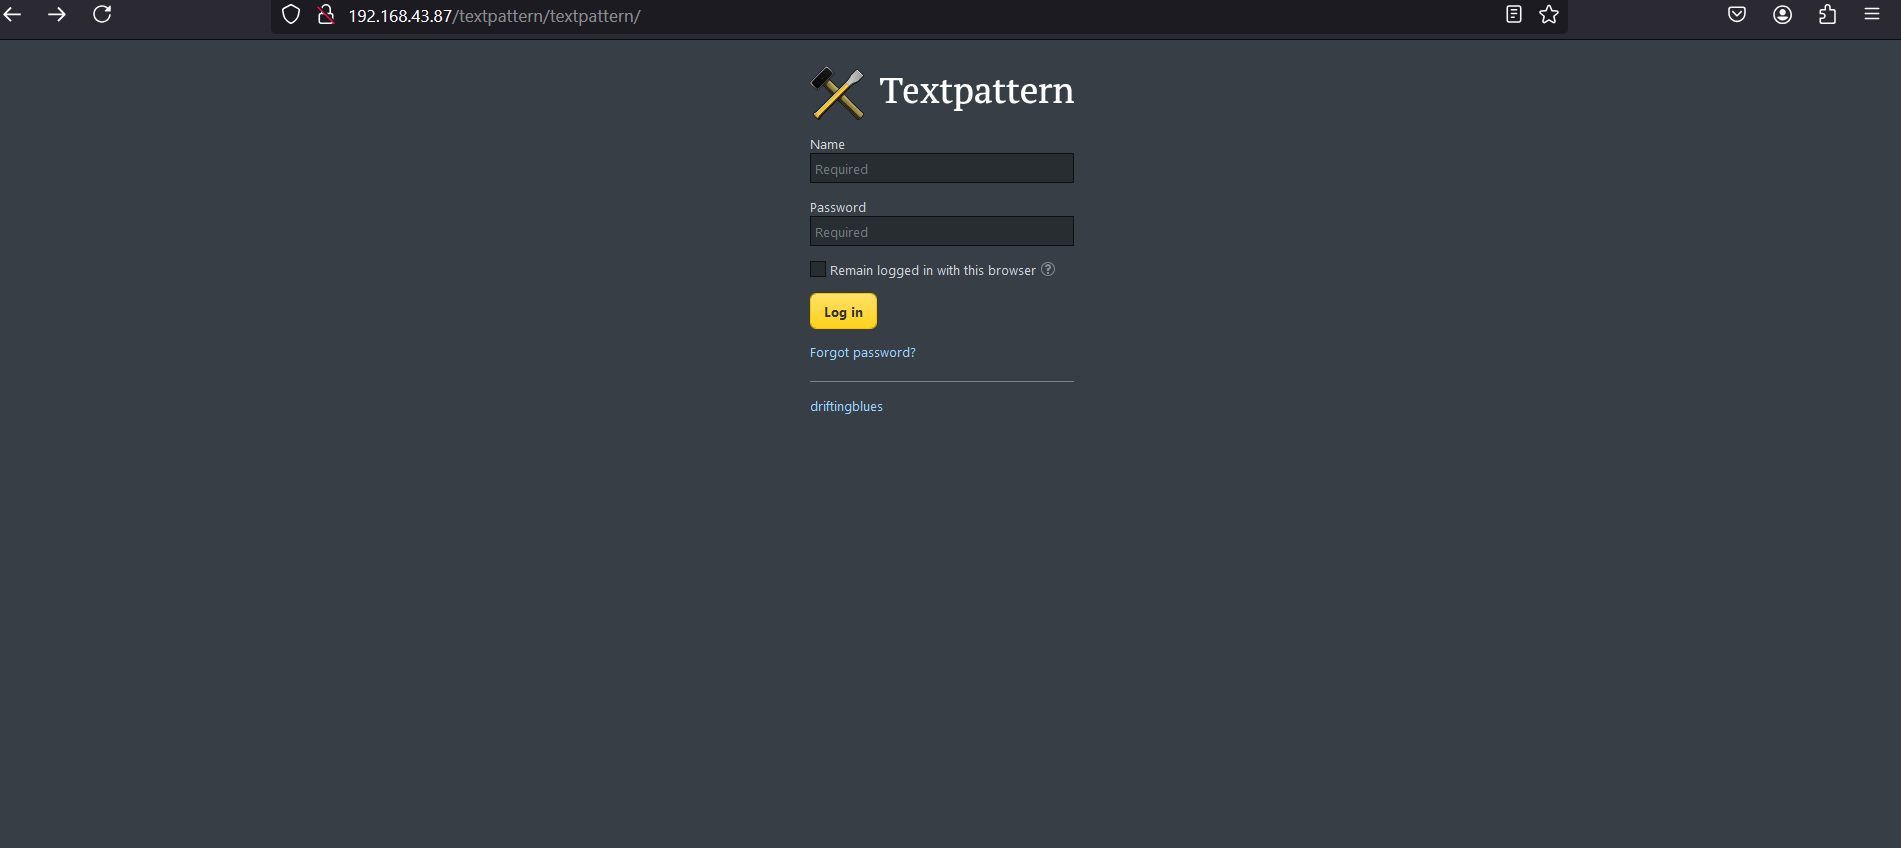 192.168.43.87/textpattern/textpattern/
Textpattern
Name
Required
Password
Required
Remain logged in with this browser ?
Log in
Forgot password?
driftingblues